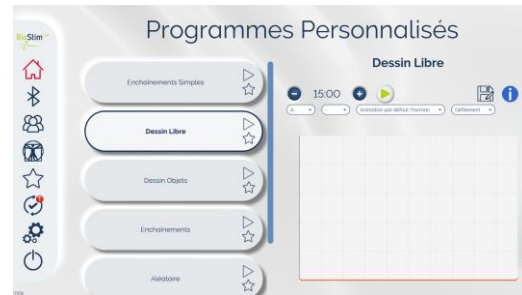 BioStim
Programmes Personnalisés
Enchainements Simples
Dessin Libre
Dessin Objets
Enchainements
Aléatoire
Dessin Libre
15:00
Animation par défaut Pacman
Défilement